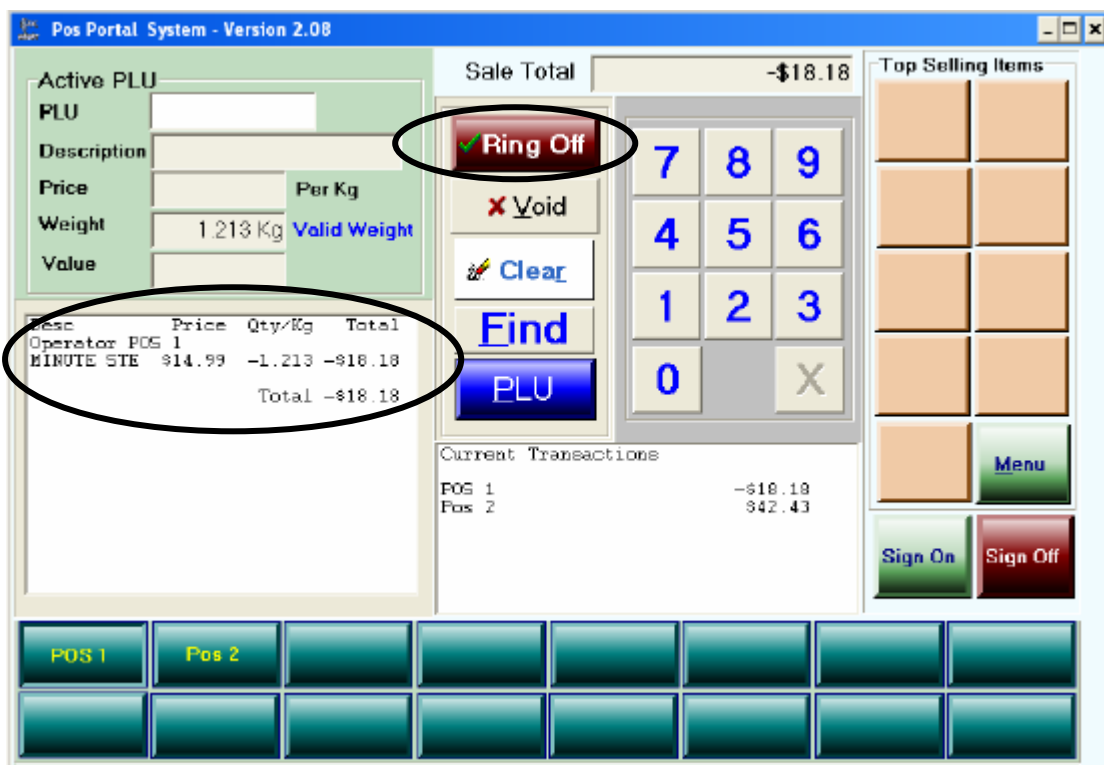 Pos Portal System - Version 2.08
Active PLU
PLU
Description
Price Per Kg
Weight 1.213 Kg Valid Weight
Value
Sale Total -$18.18
Ring Off
Void
Clear
Find
PLU
7 8 9
4 5 6
1 2 3
0 X
Top Selling Items
Menu
Sign On Sign Off
Desc Price Qty/Kg Total
Operator POS 1
MINUTE STE $14.99 -1.213 -$18.18
Total -$18.18
Current Transactions
POS 1 -$18.18
Pos 2 $42.43
POS 1 Pos 2